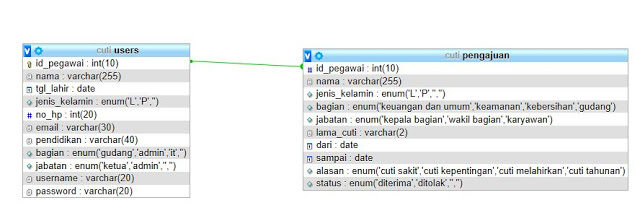 cuti users
id_pegawai : int(10)
nama : varchar(255)
tgl_lahir : date
jenis_kelamin : enum('L','P','','')
no_hp : int(20)
email : varchar(30)
pendidikan : varchar(40)
bagian : enum('gudang','admin','it','')
jabatan : enum('ketua','admin','','')
username : varchar(20)
password : varchar(20)
cuti pengajuan
id_pegawai : int(10)
nama : varchar(255)
jenis_kelamin : enum('L','P','','')
bagian : enum('keuangan dan umum','keamanan','kebersihan','gudang')
jabatan : enum('kepala bagian','wakil bagian','karyawan')
lama_cuti : varchar(2)
dari : date
sampai : date
alasan : enum('cuti sakit','cuti kepentingan','cuti melahirkan','cuti tahunan')
status : enum('diterima','ditolak','','')